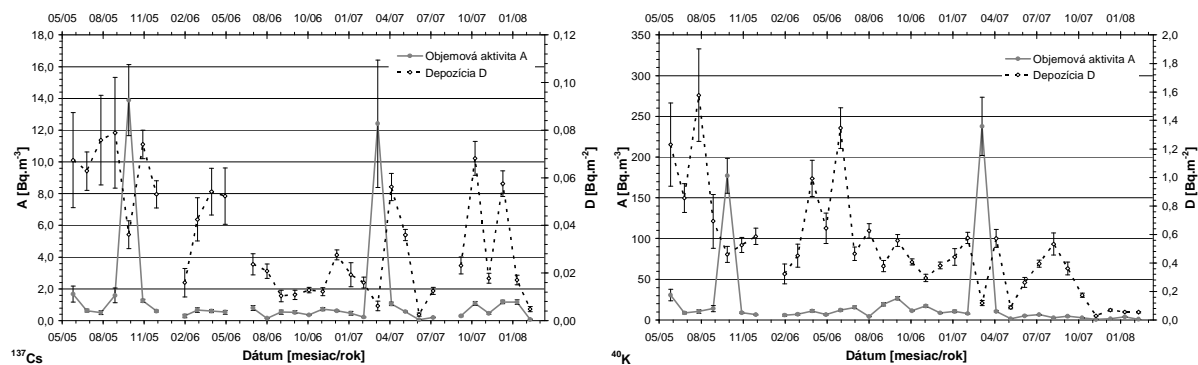 05/05 08/05 11/05 02/06 05/06 08/06 11/06 01/07 04/07 07/07 10/07 01/08
18,0
16,0
14,0
12,0
10,0
8,0
6,0
4,0
2,0
0,0
A [Bq.m-3]
Objemová aktivita A
Depozícia D
0,12
0,10
0,08
0,06
0,04
0,02
0,00
D [Bq.m-2]
05/05 08/05 11/05 02/06 05/06 08/06 11/06 01/07 04/07 07/07 10/07 01/08
137Cs
Dátum [mesiac/rok]
05/05 08/05 11/05 02/06 05/06 08/06 11/06 01/07 04/07 07/07 10/07 01/08
350
300
250
200
150
100
50
0
A [Bq.m-3]
Objemová aktivita A
Depozícia D
2,0
1,8
1,6
1,4
1,2
1,0
0,8
0,6
0,4
0,2
0,0
D [Bq.m-2]
05/05 08/05 11/05 02/06 05/06 08/06 11/06 01/07 04/07 07/07 10/07 01/08
40K
Dátum [mesiac/rok]